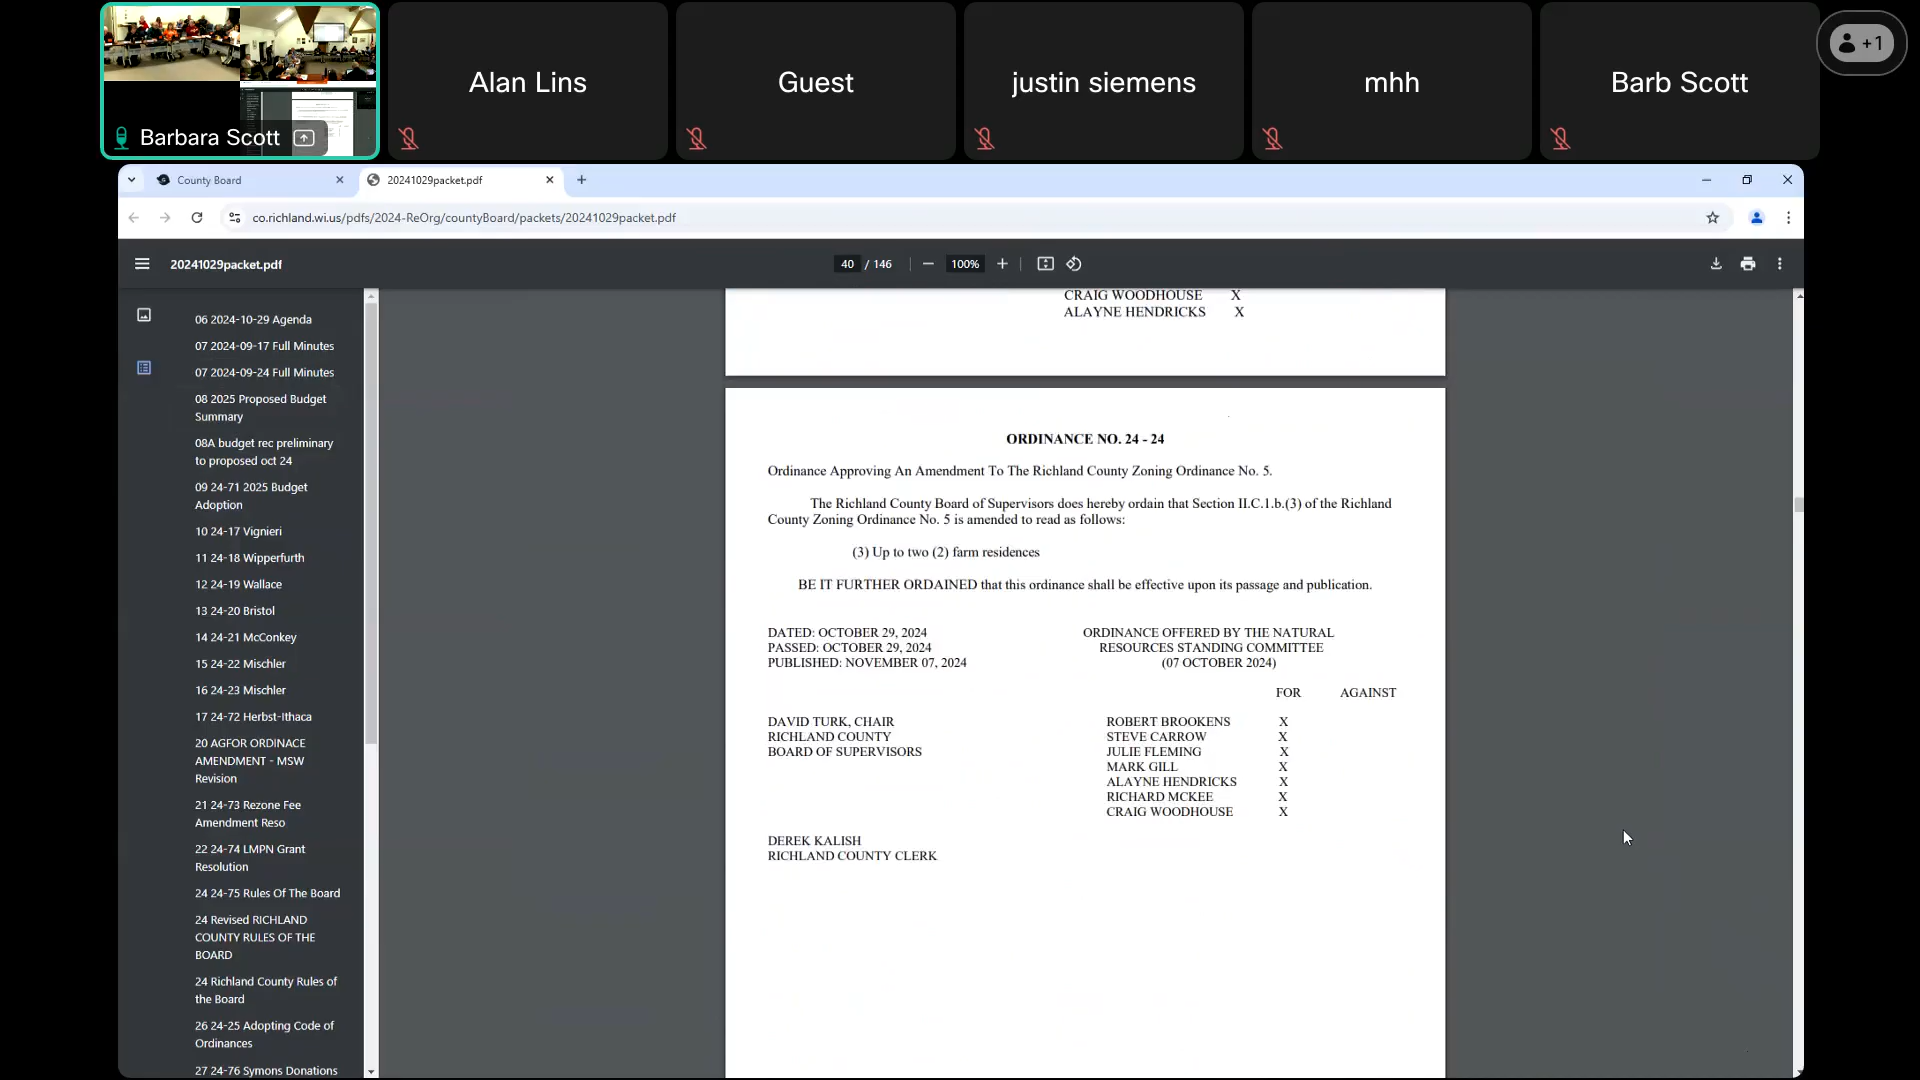 Barbara Scott
Alan Lins
Guest
justin siemens
mhh
Barb Scott
+1
County Board
20241029packet.pdf
co.richland.wi.us/pdfs/2024-ReOrg/countyBoard/packets/20241029packet.pdf
20241029packet.pdf
40 / 146
100%
06 2024-10-29 Agenda
07 2024-09-17 Full Minutes
07 2024-09-24 Full Minutes
08 2025 Proposed Budget
Summary
08A budget rec preliminary
to proposed oct 24
09 24-71 2025 Budget
Adoption
10 24-17 Vignieri
11 24-18 Wipperfurth
12 24-19 Wallace
13 24-20 Bristol
14 24-21 McConkey
15 24-22 Mischler
16 24-23 Mischler
17 24-72 Herbst-Ithaca
20 AGFOR ORDINACE
AMENDMENT - MSW
Revision
21 24-73 Rezone Fee
Amendment Reso
22 24-74 LMPN Grant
Resolution
24 24-75 Rules Of The Board
24 Revised RICHLAND
COUNTY RULES OF THE
BOARD
24 Richland County Rules of
the Board
26 24-25 Adopting Code of
Ordinances
27 24-76 Symons Donations
CRAIG WOODHOUSE X
ALAYNE HENDRICKS X
ORDINANCE NO. 24 - 24
Ordinance Approving An Amendment To The Richland County Zoning Ordinance No. 5.
The Richland County Board of Supervisors does hereby ordain that Section II.C.1.b.(3) of the Richland
County Zoning Ordinance No. 5 is amended to read as follows:
(3) Up to two (2) farm residences
BE IT FURTHER ORDAINED that this ordinance shall be effective upon its passage and publication.
DATED: OCTOBER 29, 2024
PASSED: OCTOBER 29, 2024
PUBLISHED: NOVEMBER 07, 2024
ORDINANCE OFFERED BY THE NATURAL
RESOURCES STANDING COMMITTEE
(07 OCTOBER 2024)
FOR AGAINST
DAVID TURK, CHAIR
RICHLAND COUNTY
BOARD OF SUPERVISORS
ROBERT BROOKENS X
STEVE CARROW X
JULIE FLEMING X
MARK GILL X
ALAYNE HENDRICKS X
RICHARD MCKEE X
CRAIG WOODHOUSE X
DEREK KALISH
RICHLAND COUNTY CLERK